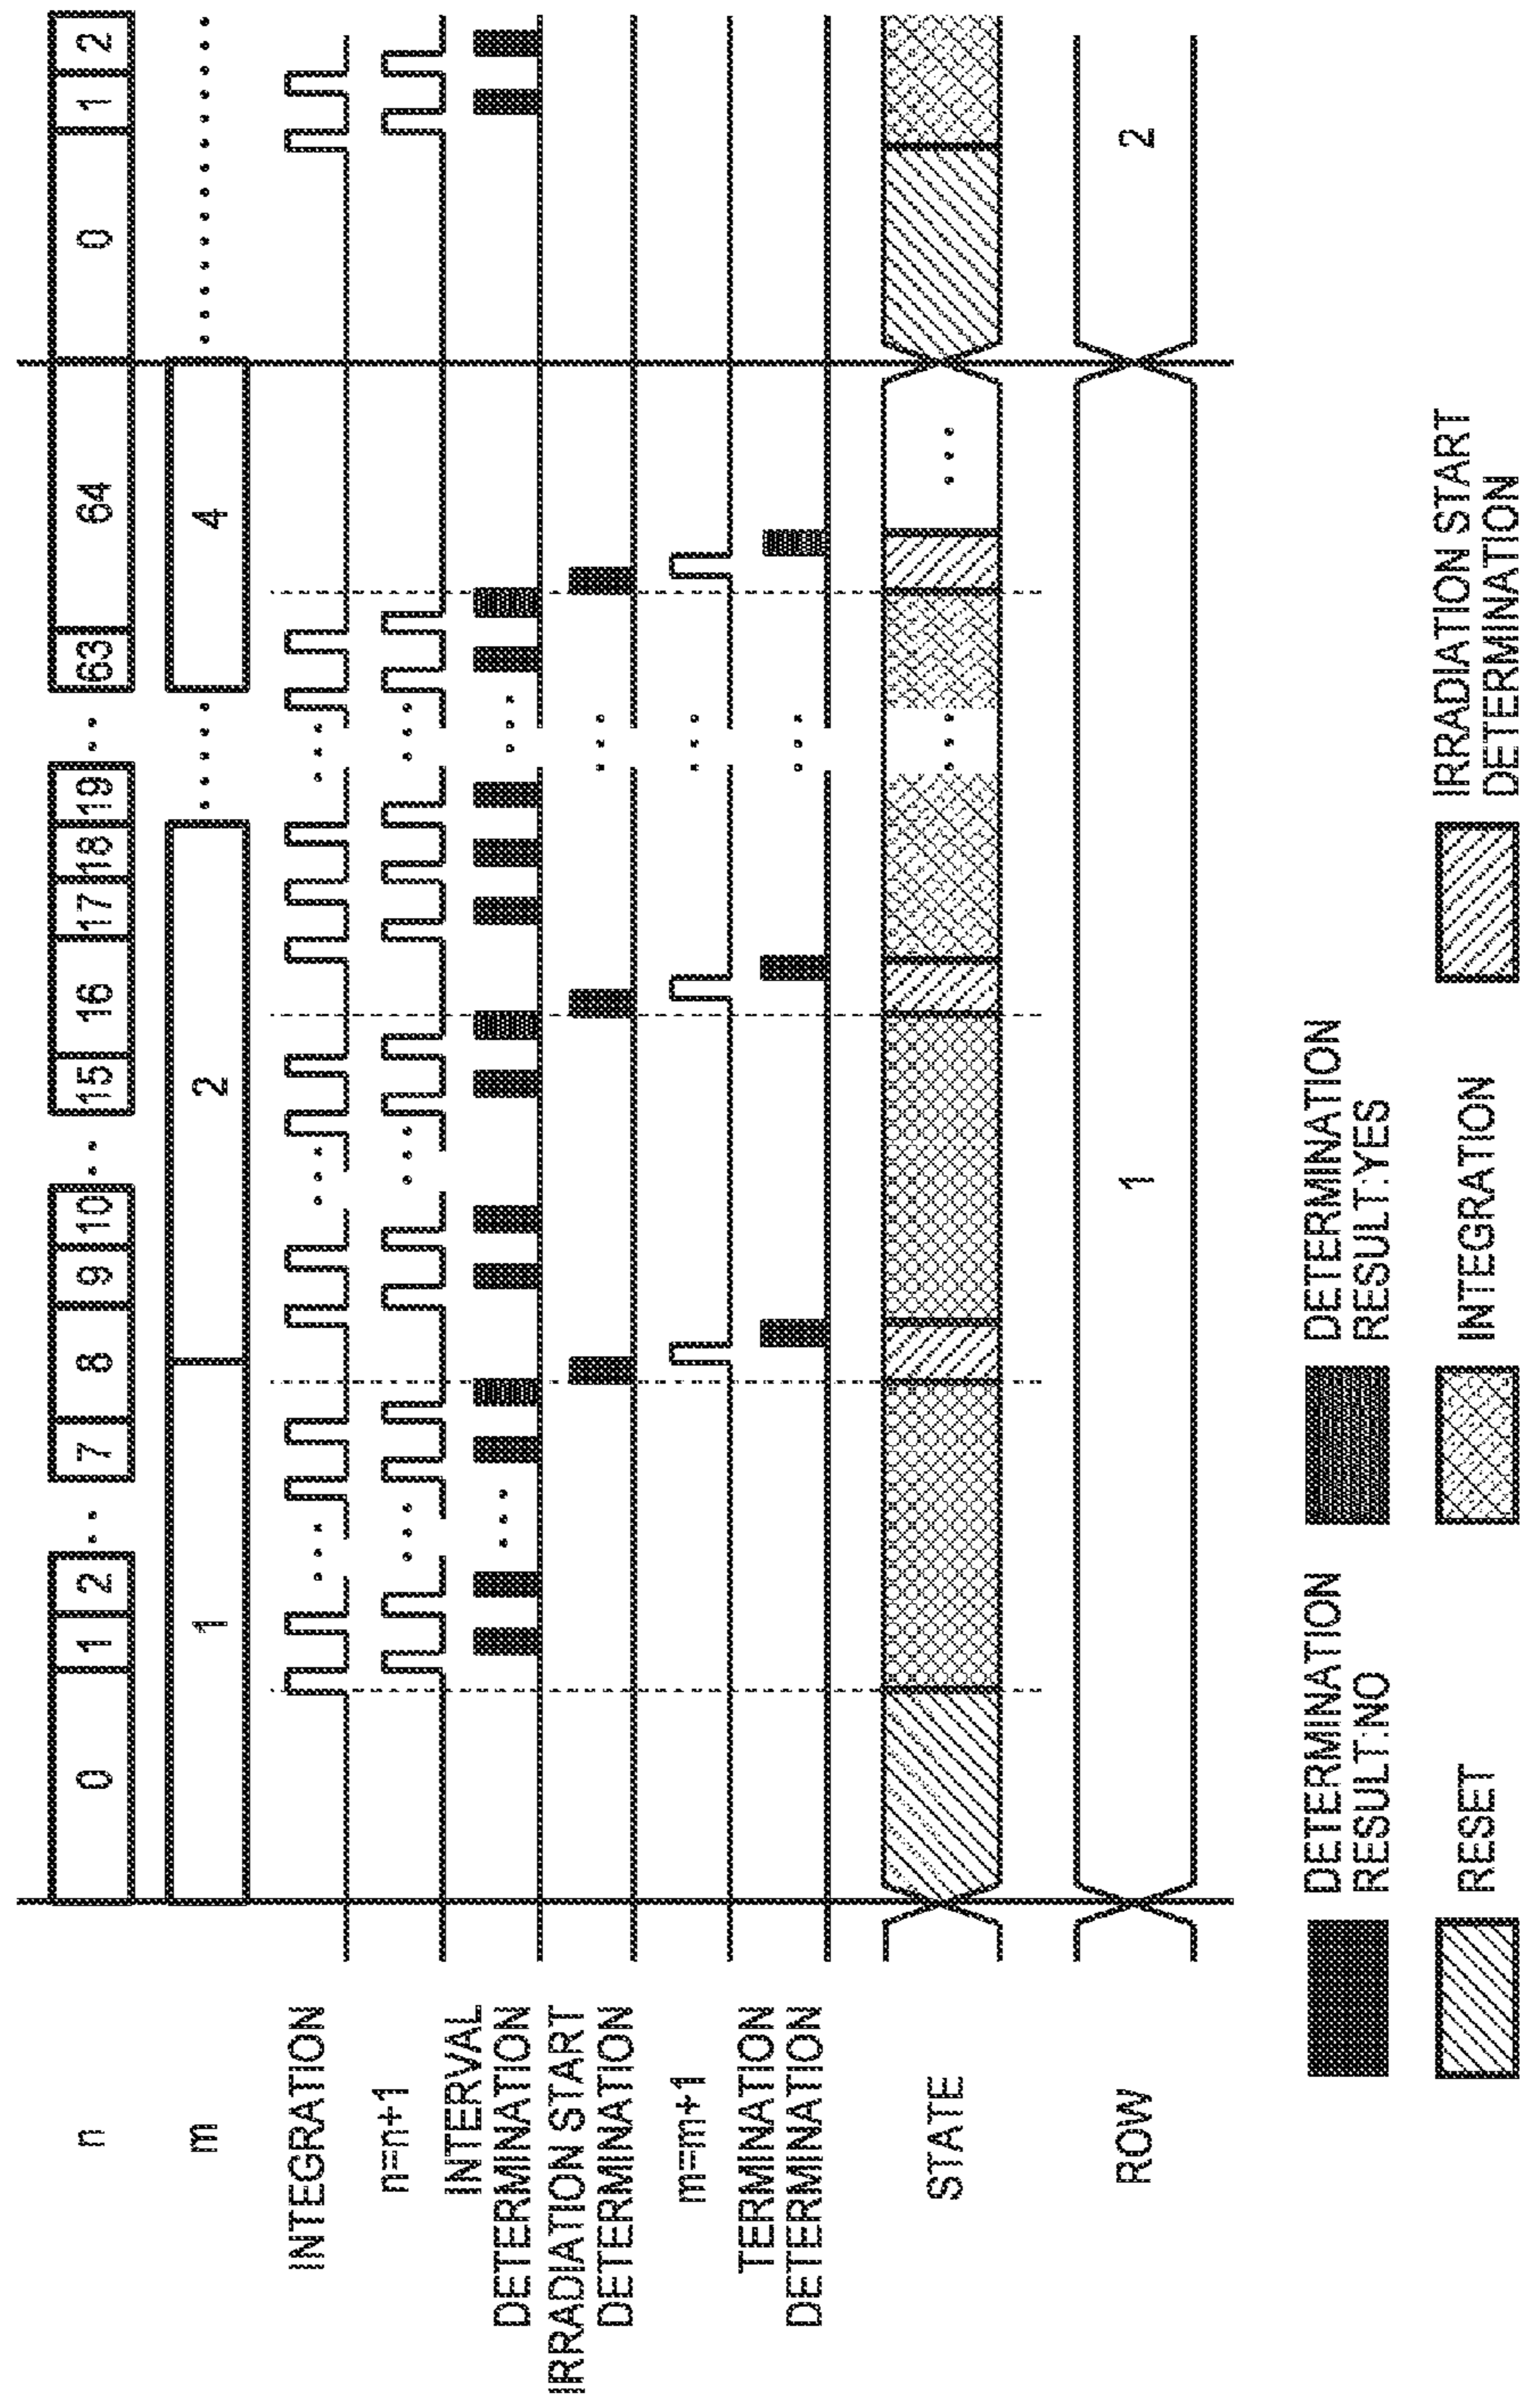 n 0 1 2 ·· 7 8 9 10 ·· 15 16 17 18 19 ·· 63 64 0 1 2
m 1 2 ···· 4
INTEGRATION
n=n+1
INTERVAL
DETERMINATION
IRRADIATION START
DETERMINATION
m=m+1
TERMINATION
DETERMINATION
STATE
ROW 1 2
DETERMINATION
RESULT:NO
DETERMINATION
RESULT:YES
RESET
INTEGRATION
IRRADIATION START
DETERMINATION